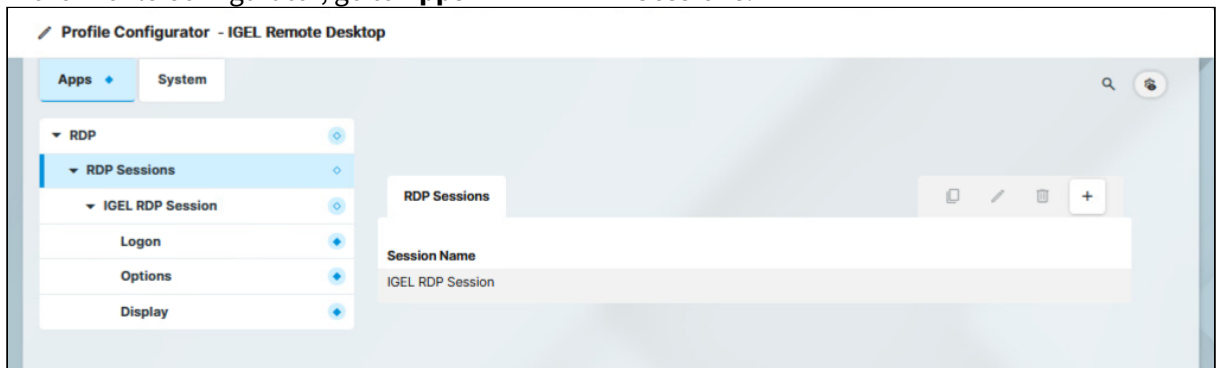 Profile Configurator - IGEL Remote Desktop
Apps System
RDP
RDP Sessions
IGEL RDP Session
Logon
Options
Display
RDP Sessions
+
Session Name
IGEL RDP Session